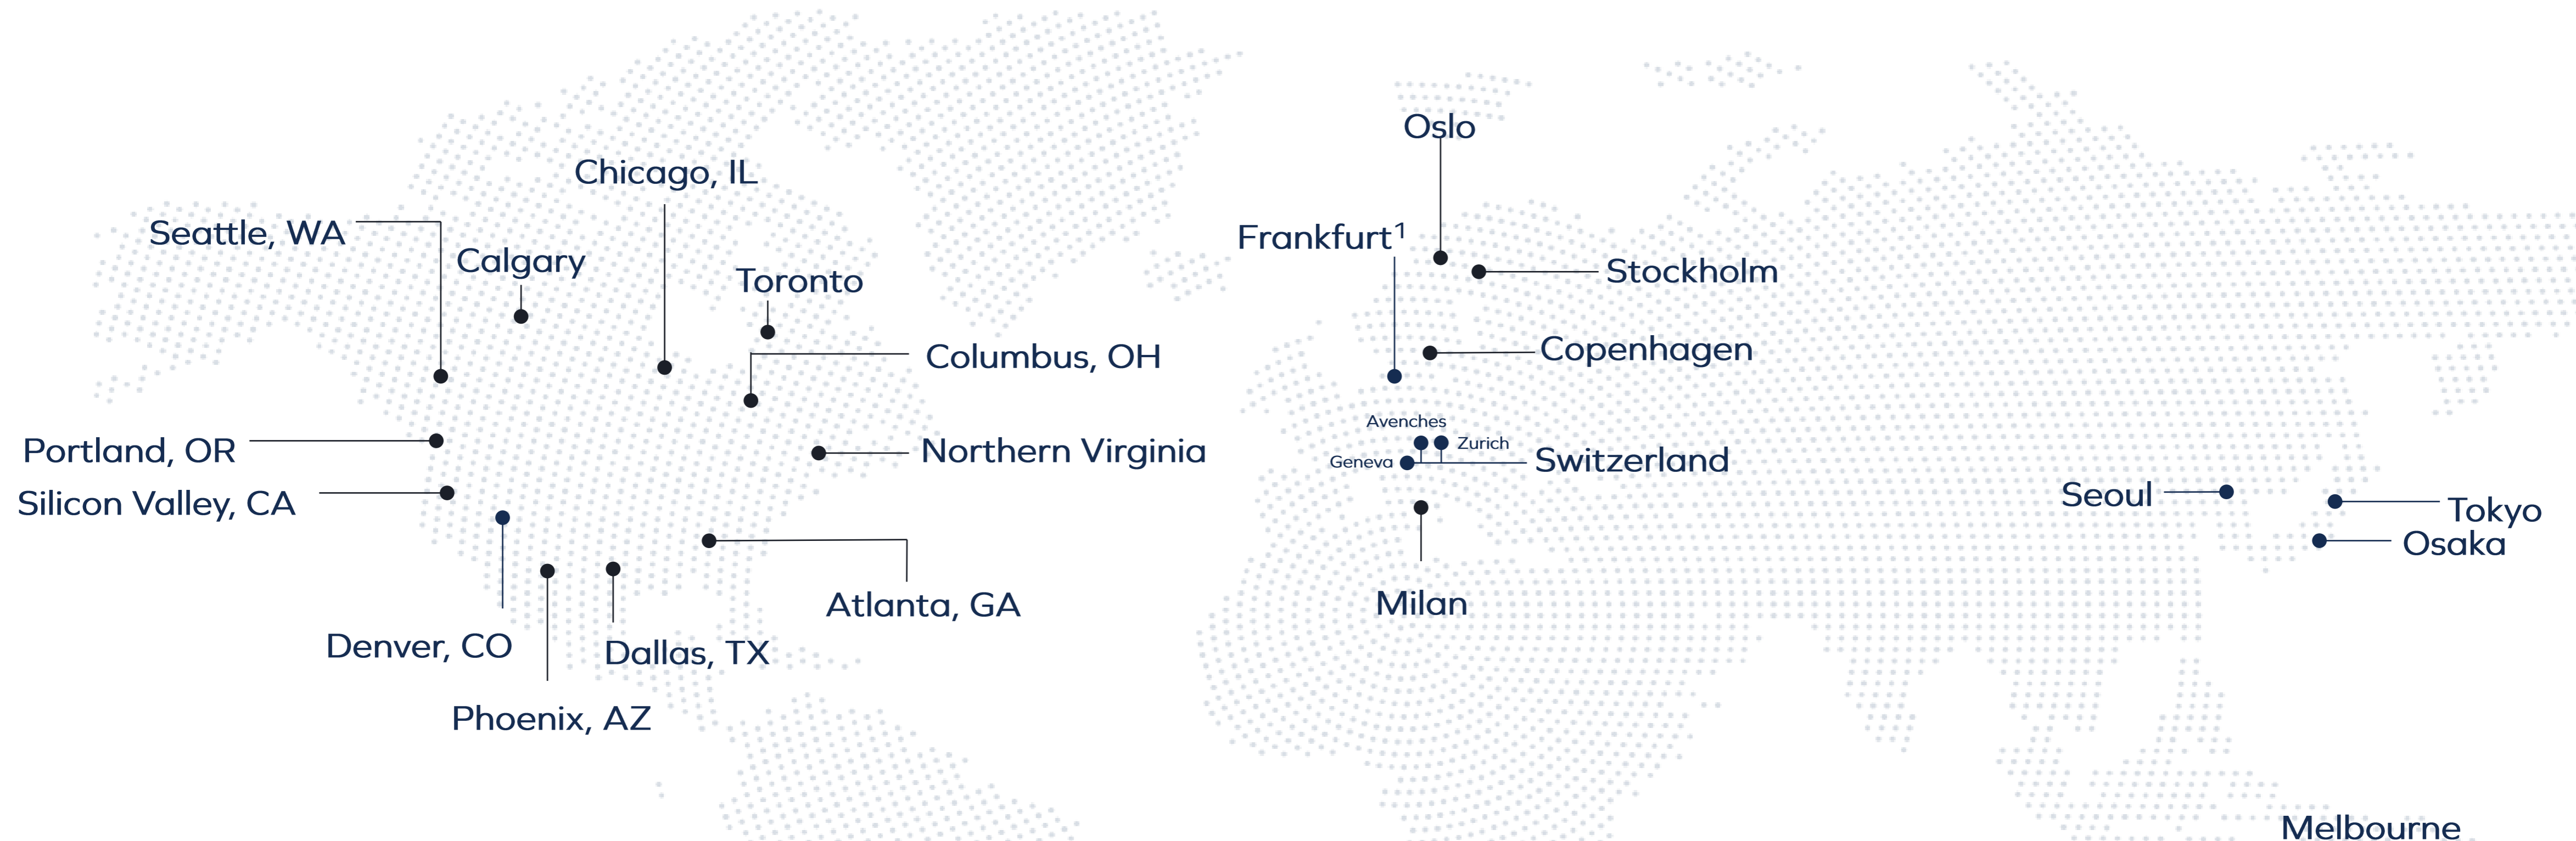 Oslo
Chicago, IL
Seattle, WA
Frankfurt¹
Calgary
Stockholm
Toronto
Copenhagen
Columbus, OH
Avenches
Zurich
Portland, OR
Northern Virginia
Geneva
Switzerland
Silicon Valley, CA
Seoul
Tokyo
Osaka
Milan
Atlanta, GA
Denver, CO
Dallas, TX
Phoenix, AZ
Melbourne